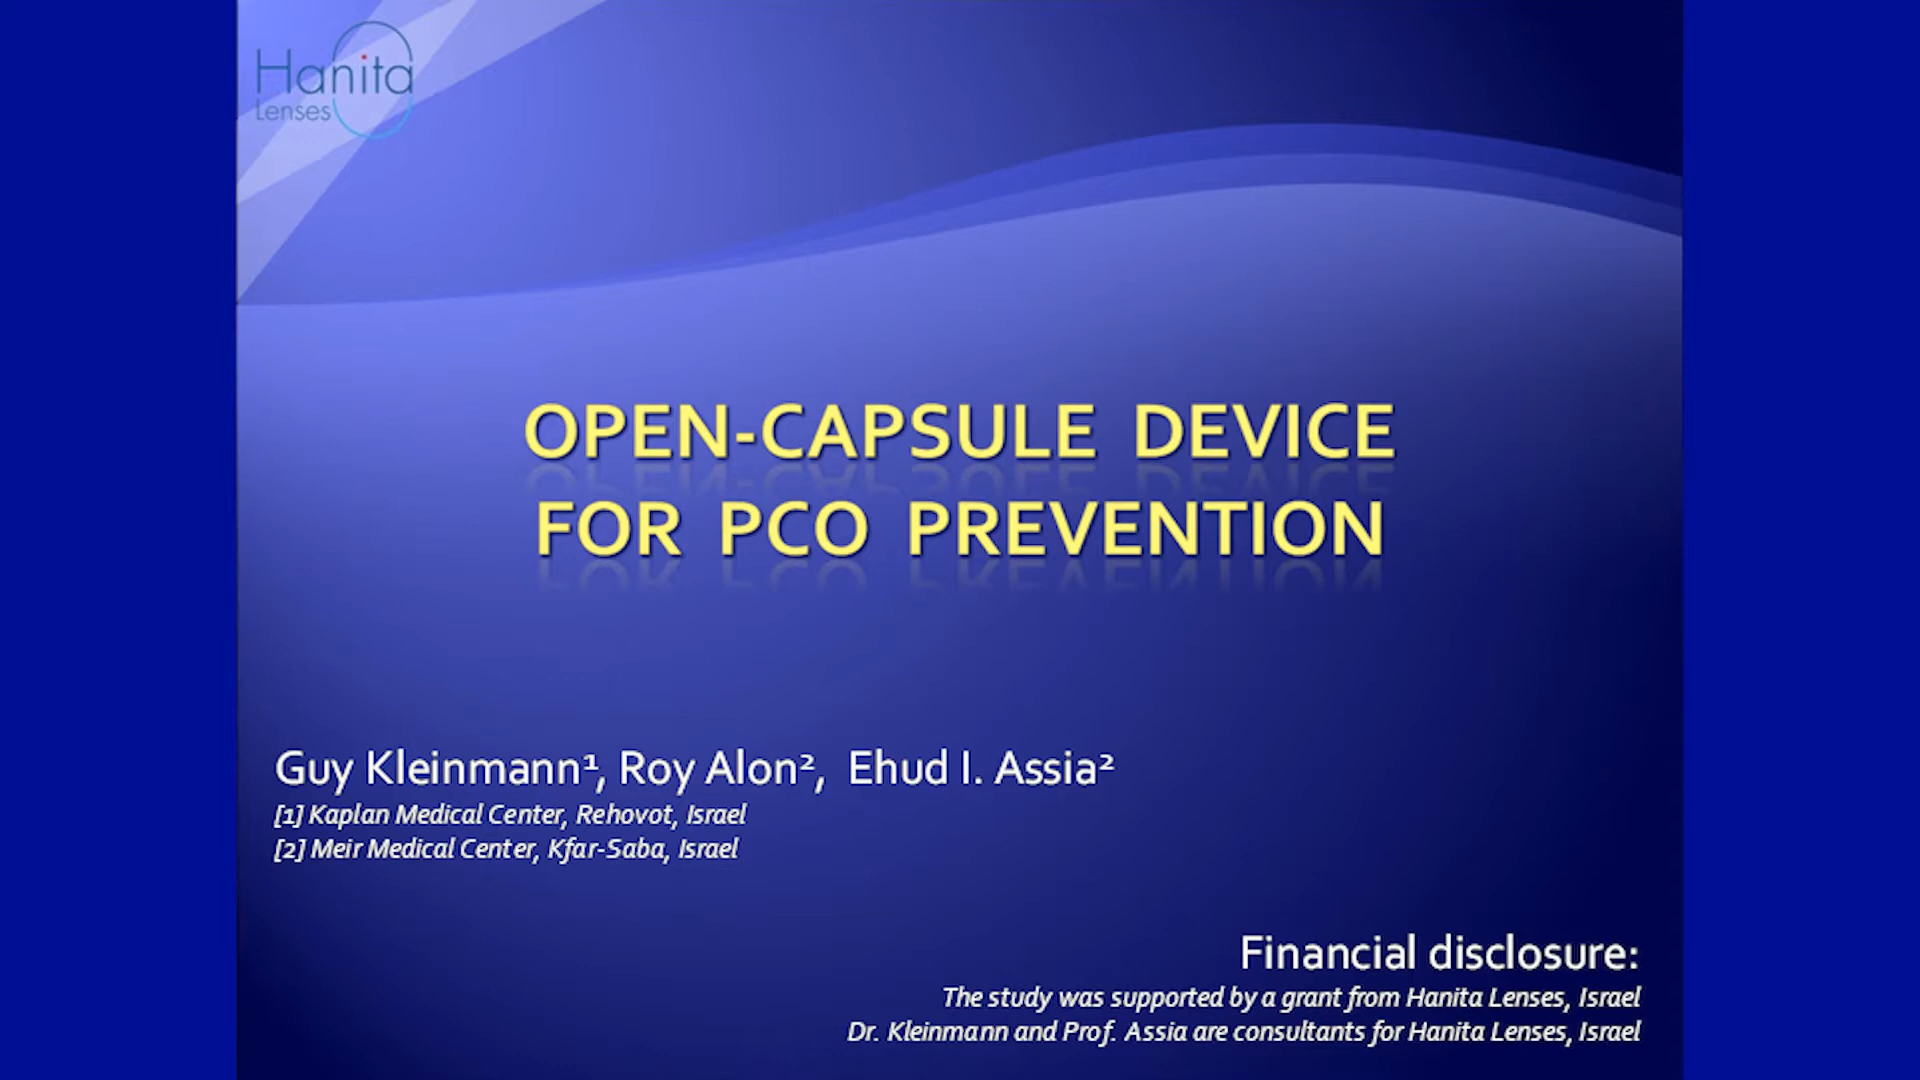 Hanita
Lenses
OPEN-CAPSULE DEVICE
FOR PCO PREVENTION
Guy Kleinmann¹, Roy Alon², Ehud I. Assia²
[1] Kaplan Medical Center, Rehovot, Israel
[2] Meir Medical Center, Kfar-Saba, Israel
Financial disclosure:
The study was supported by a grant from Hanita Lenses, Israel
Dr. Kleinmann and Prof. Assia are consultants for Hanita Lenses, Israel